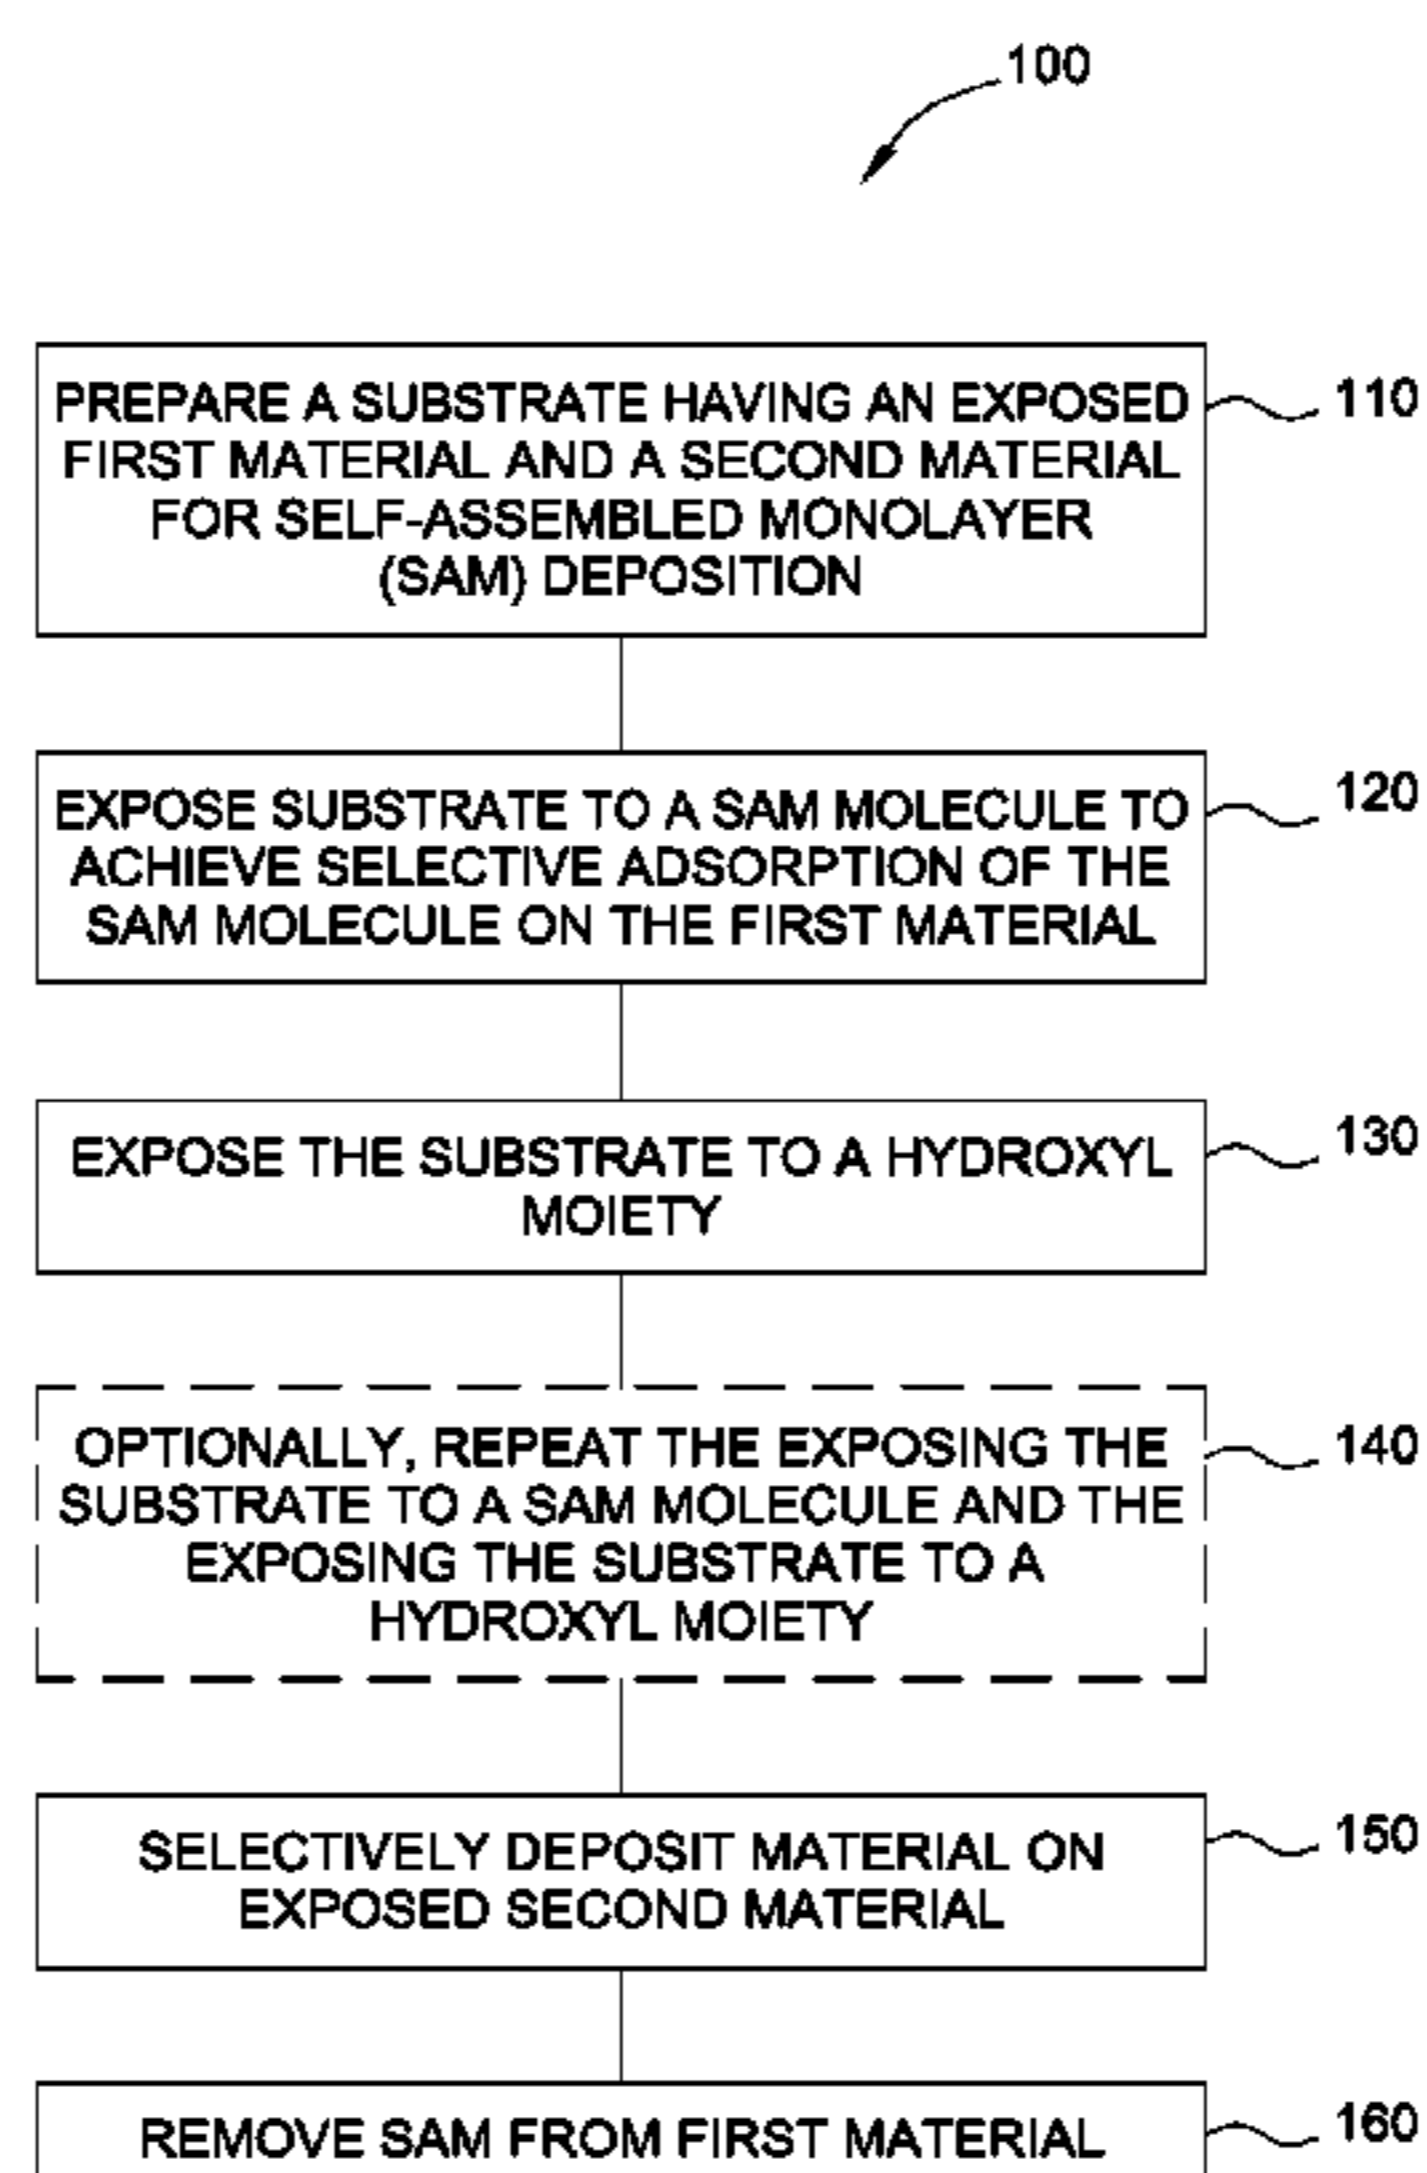 100
PREPARE A SUBSTRATE HAVING AN EXPOSED
FIRST MATERIAL AND A SECOND MATERIAL
FOR SELF-ASSEMBLED MONOLAYER
(SAM) DEPOSITION
110
EXPOSE SUBSTRATE TO A SAM MOLECULE TO
ACHIEVE SELECTIVE ADSORPTION OF THE
SAM MOLECULE ON THE FIRST MATERIAL
120
EXPOSE THE SUBSTRATE TO A HYDROXYL
MOIETY
130
OPTIONALLY, REPEAT THE EXPOSING THE
SUBSTRATE TO A SAM MOLECULE AND THE
EXPOSING THE SUBSTRATE TO A
HYDROXYL MOIETY
140
SELECTIVELY DEPOSIT MATERIAL ON
EXPOSED SECOND MATERIAL
150
REMOVE SAM FROM FIRST MATERIAL
160